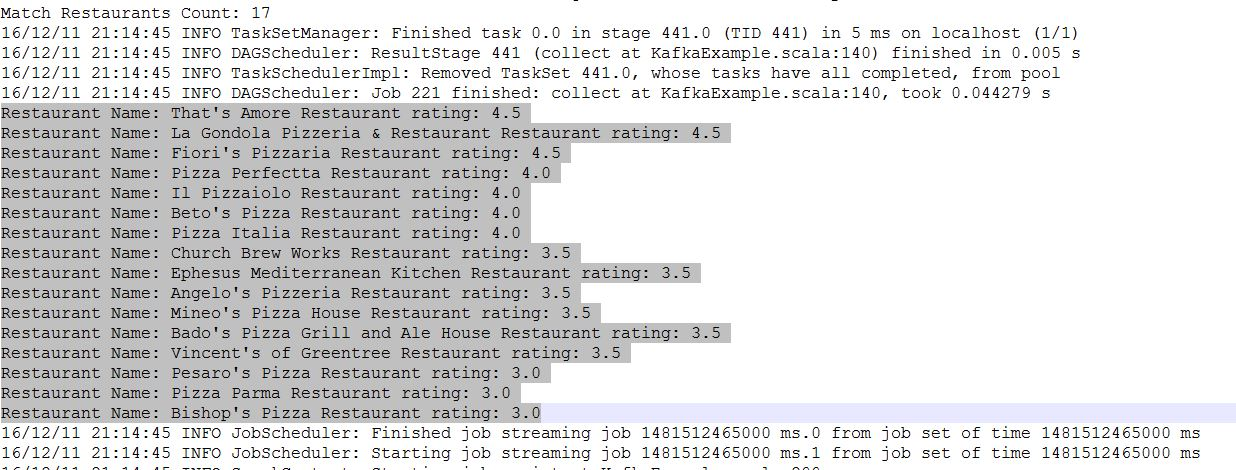 Match Restaurants Count: 17
16/12/11 21:14:45 INFO TaskSetManager: Finished task 0.0 in stage 441.0 (TID 441) in 5 ms on localhost (1/1)
16/12/11 21:14:45 INFO DAGScheduler: ResultStage 441 (collect at KafkaExample.scala:140) finished in 0.005 s
16/12/11 21:14:45 INFO TaskSchedulerImpl: Removed TaskSet 441.0, whose tasks have all completed, from pool
16/12/11 21:14:45 INFO DAGScheduler: Job 221 finished: collect at KafkaExample.scala:140, took 0.044279 s
Restaurant Name: That's Amore Restaurant rating: 4.5
Restaurant Name: La Gondola Pizzeria & Restaurant Restaurant rating: 4.5
Restaurant Name: Fiori's Pizzaria Restaurant rating: 4.5
Restaurant Name: Pizza Perfectta Restaurant rating: 4.0
Restaurant Name: Il Pizzaiolo Restaurant rating: 4.0
Restaurant Name: Beto's Pizza Restaurant rating: 4.0
Restaurant Name: Pizza Italia Restaurant rating: 4.0
Restaurant Name: Church Brew Works Restaurant rating: 3.5
Restaurant Name: Ephesus Mediterranean Kitchen Restaurant rating: 3.5
Restaurant Name: Angelo's Pizzeria Restaurant rating: 3.5
Restaurant Name: Mineo's Pizza House Restaurant rating: 3.5
Restaurant Name: Bado's Pizza Grill and Ale House Restaurant rating: 3.5
Restaurant Name: Vincent's of Greentree Restaurant rating: 3.5
Restaurant Name: Pesaro's Pizza Restaurant rating: 3.0
Restaurant Name: Pizza Parma Restaurant rating: 3.0
Restaurant Name: Bishop's Pizza Restaurant rating: 3.0
16/12/11 21:14:45 INFO JobScheduler: Finished job streaming job 1481512465000 ms.0 from job set of time 1481512465000 ms
16/12/11 21:14:45 INFO JobScheduler: Starting job streaming job 1481512465000 ms.1 from job set of time 1481512465000 ms
16/12/11 21:14:45 INFO